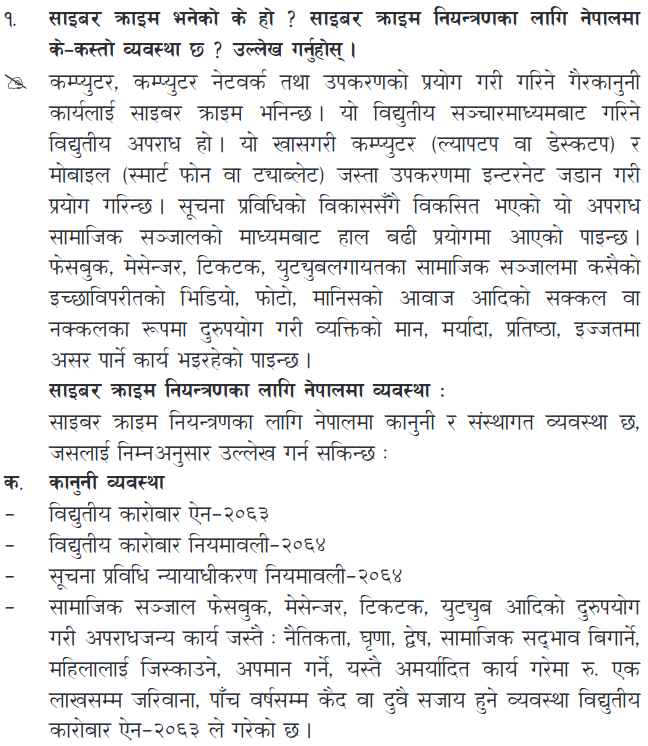 १. साइबर क्राइम भनेको के हो ? साइबर क्राइम नियन्त्रणका लागि नेपालमा
के-कस्तो व्यवस्था छ ? उल्लेख गर्नुहोस् ।
कम्प्युटर, कम्प्युटर नेटवर्क तथा उपकरणको प्रयोग गरी गरिने गैरकानुनी
कार्यलाई साइबर क्राइम भनिन्छ । यो विद्युतीय सञ्चारमाध्यमबाट गरिने
विद्युतीय अपराध हो । यो खासगरी कम्प्युटर (ल्यापटप वा डेस्कटप) र
मोबाइल (स्मार्ट फोन वा ट्याब्लेट) जस्ता उपकरणमा इन्टरनेट जडान गरी
प्रयोग गरिन्छ । सूचना प्रविधिको विकाससँगै विकसित भएको यो अपराध
सामाजिक सञ्जालको माध्यमबाट हाल बढी प्रयोगमा आएको पाइन्छ ।
फेसबुक, मेसेन्जर, टिकटक, युट्युबलगायतका सामाजिक सञ्जालमा कसैको
इच्छाविपरीतको भिडियो, फोटो, मानिसको आवाज आदिको सक्कल वा
नक्कलका रूपमा दुरुपयोग गरी व्यक्तिको मान, मर्यादा, प्रतिष्ठा, इज्जतमा
असर पार्ने कार्य भइरहेको पाइन्छ ।
साइबर क्राइम नियन्त्रणका लागि नेपालमा व्यवस्था :
साइबर क्राइम नियन्त्रणका लागि नेपालमा कानुनी र संस्थागत व्यवस्था छ,
जसलाई निम्नअनुसार उल्लेख गर्न सकिन्छ :
क. कानुनी व्यवस्था
– विद्युतीय कारोबार ऐन-२०६३
– विद्युतीय कारोबार नियमावली-२०६४
– सूचना प्रविधि न्यायाधीकरण नियमावली-२०६४
– सामाजिक सञ्जाल फेसबुक, मेसेन्जर, टिकटक, युट्युब आदिको दुरुपयोग
गरी अपराधजन्य कार्य जस्तै : नैतिकता, घृणा, द्वेष, सामाजिक सद्भाव बिगार्ने,
महिलालाई जिस्काउने, अपमान गर्ने, यस्तै अमर्यादित कार्य गरेमा रु. एक
लाखसम्म जरिवाना, पाँच वर्षसम्म कैद वा दुवै सजाय हुने व्यवस्था विद्युतीय
कारोबार ऐन-२०६३ ले गरेको छ ।